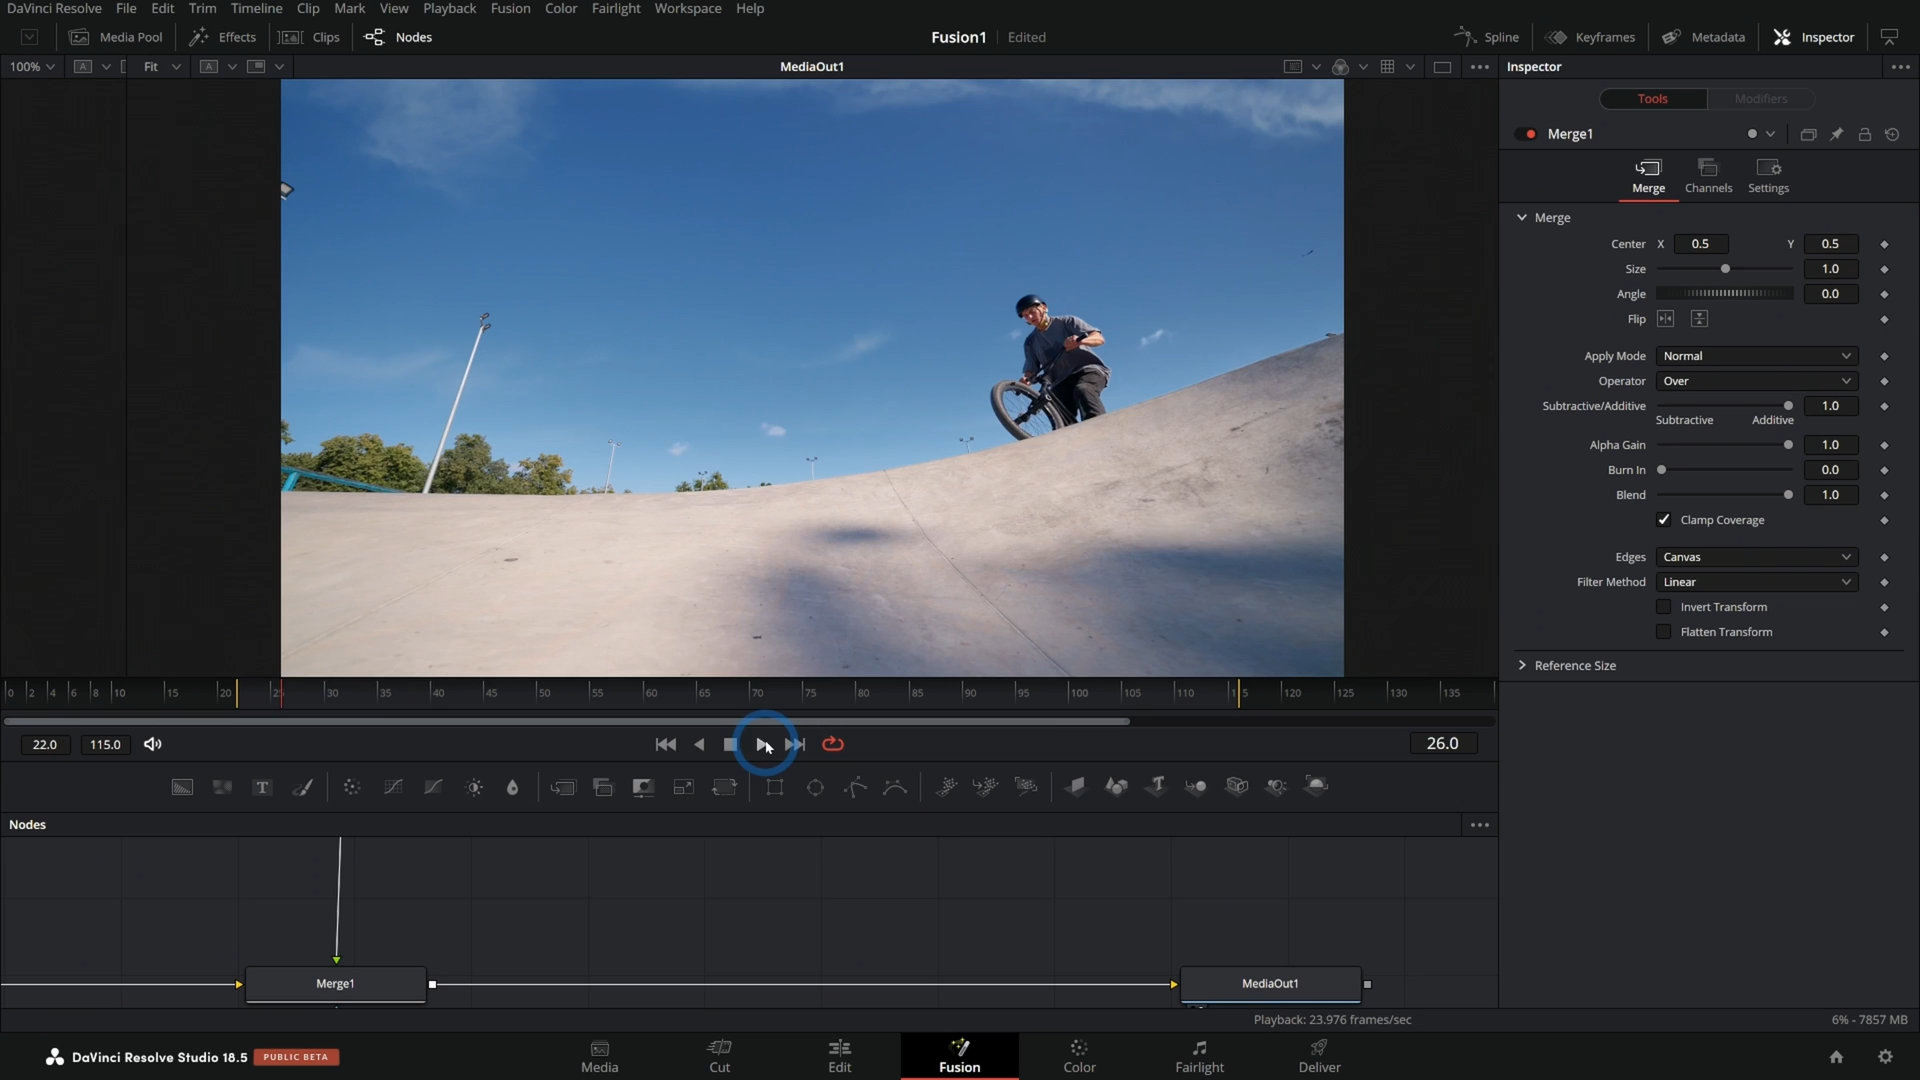 DaVinci Resolve File Edit Trim Timeline Clip Mark View Playback Fusion Color Fairlight Workspace Help
Media Pool Effects Clips Nodes Fusion1 Edited Spline Keyframes Metadata Inspector
100% A Fit A MediaOut1 Inspector
Tools Modifiers
Merge1
Merge Channels Settings
Merge
Center X 0.5 Y 0.5
Size 1.0
Angle 0.0
Flip
Apply Mode Normal
Operator Over
Subtractive/Additive 1.0
Subtractive Additive
Alpha Gain 1.0
Burn In 0.0
Blend 1.0
Clamp Coverage
Edges Canvas
Filter Method Linear
Invert Transform
Flatten Transform
Reference Size
0 2 4 6 8 10 15 20 30 35 40 45 50 55 60 65 70 75 80 85 90 95 100 105 110 120 125 130 135
22.0 115.0 26.0
Nodes
Merge1 MediaOut1
Playback: 23.976 frames/sec 6% - 7857 MB
DaVinci Resolve Studio 18.5 PUBLIC BETA
Media Cut Edit Fusion Color Fairlight Deliver